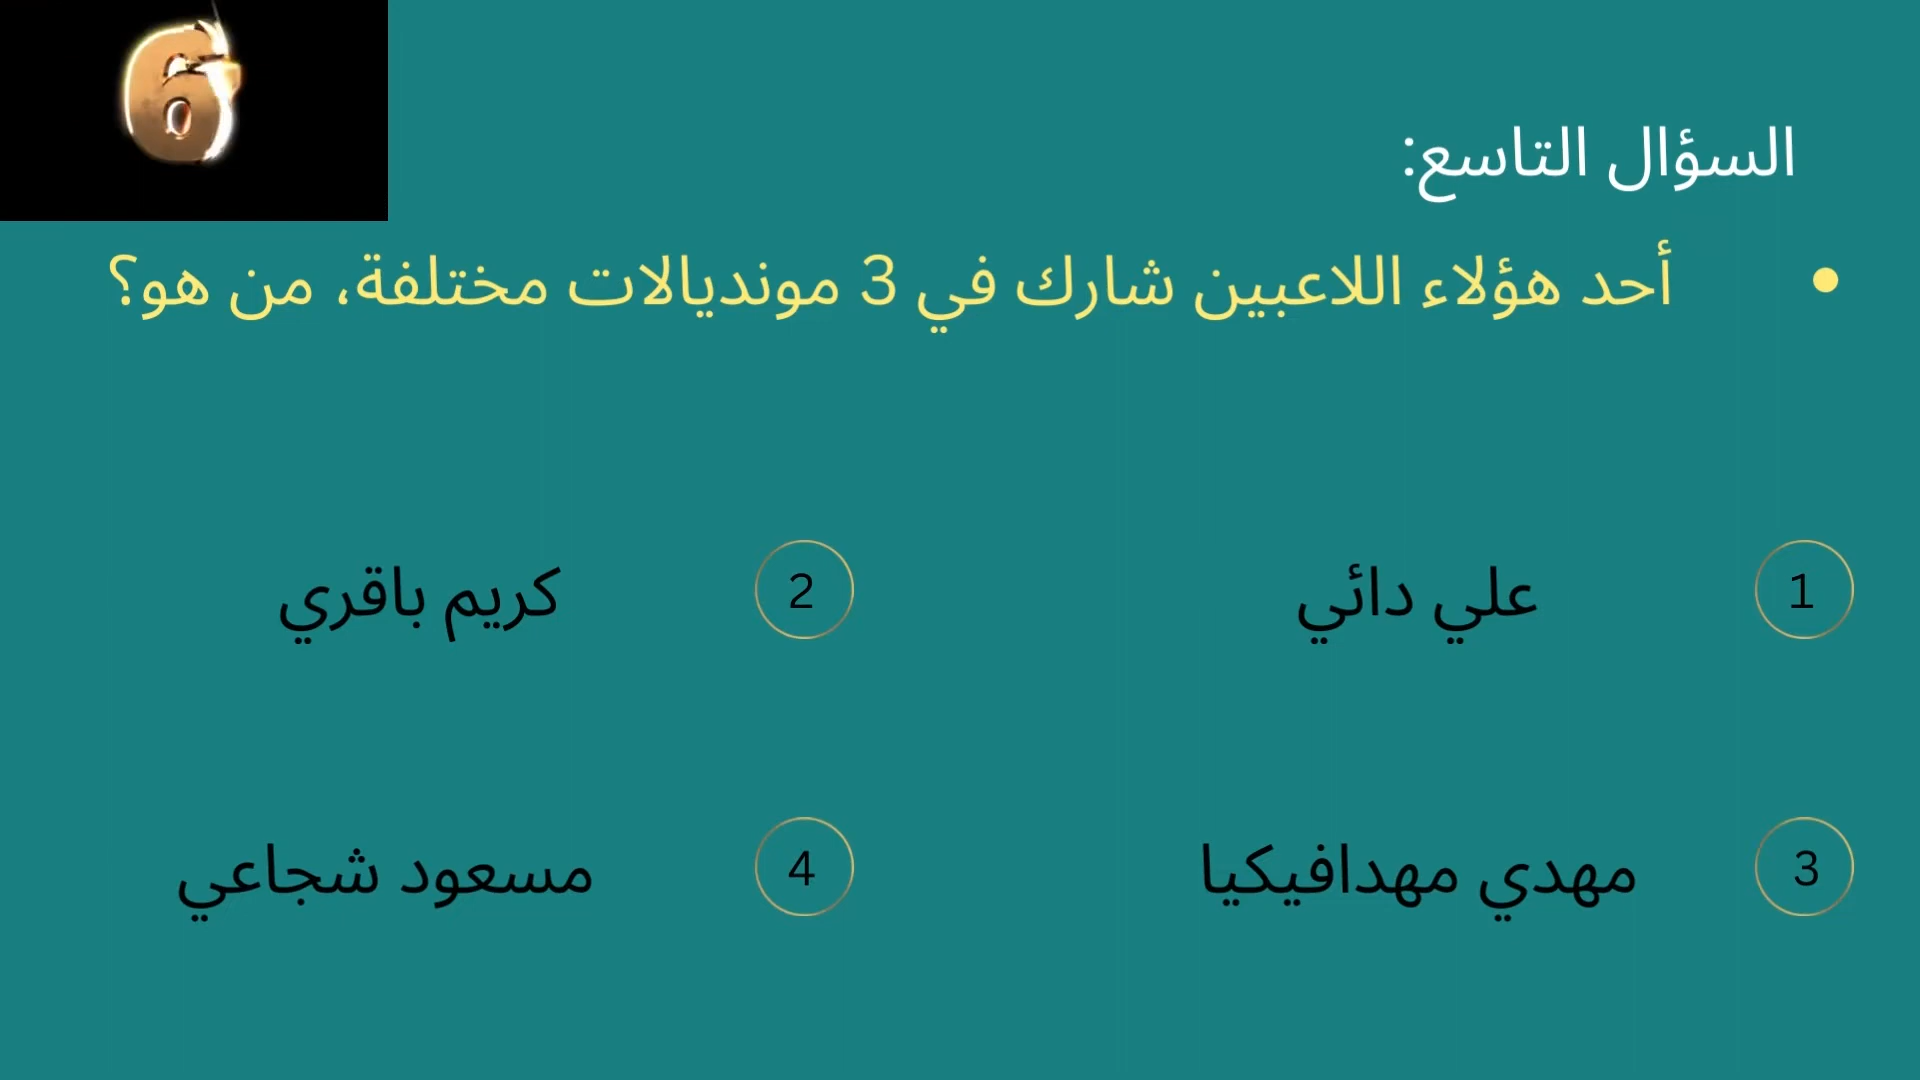 6
السؤال التاسع:
• أحد هؤلاء اللاعبين شارك في 3 مونديالات مختلفة، من هو؟
1 علي دائي
2 كريم باقري
3 مهدي مهدافيكيا
4 مسعود شجاعي